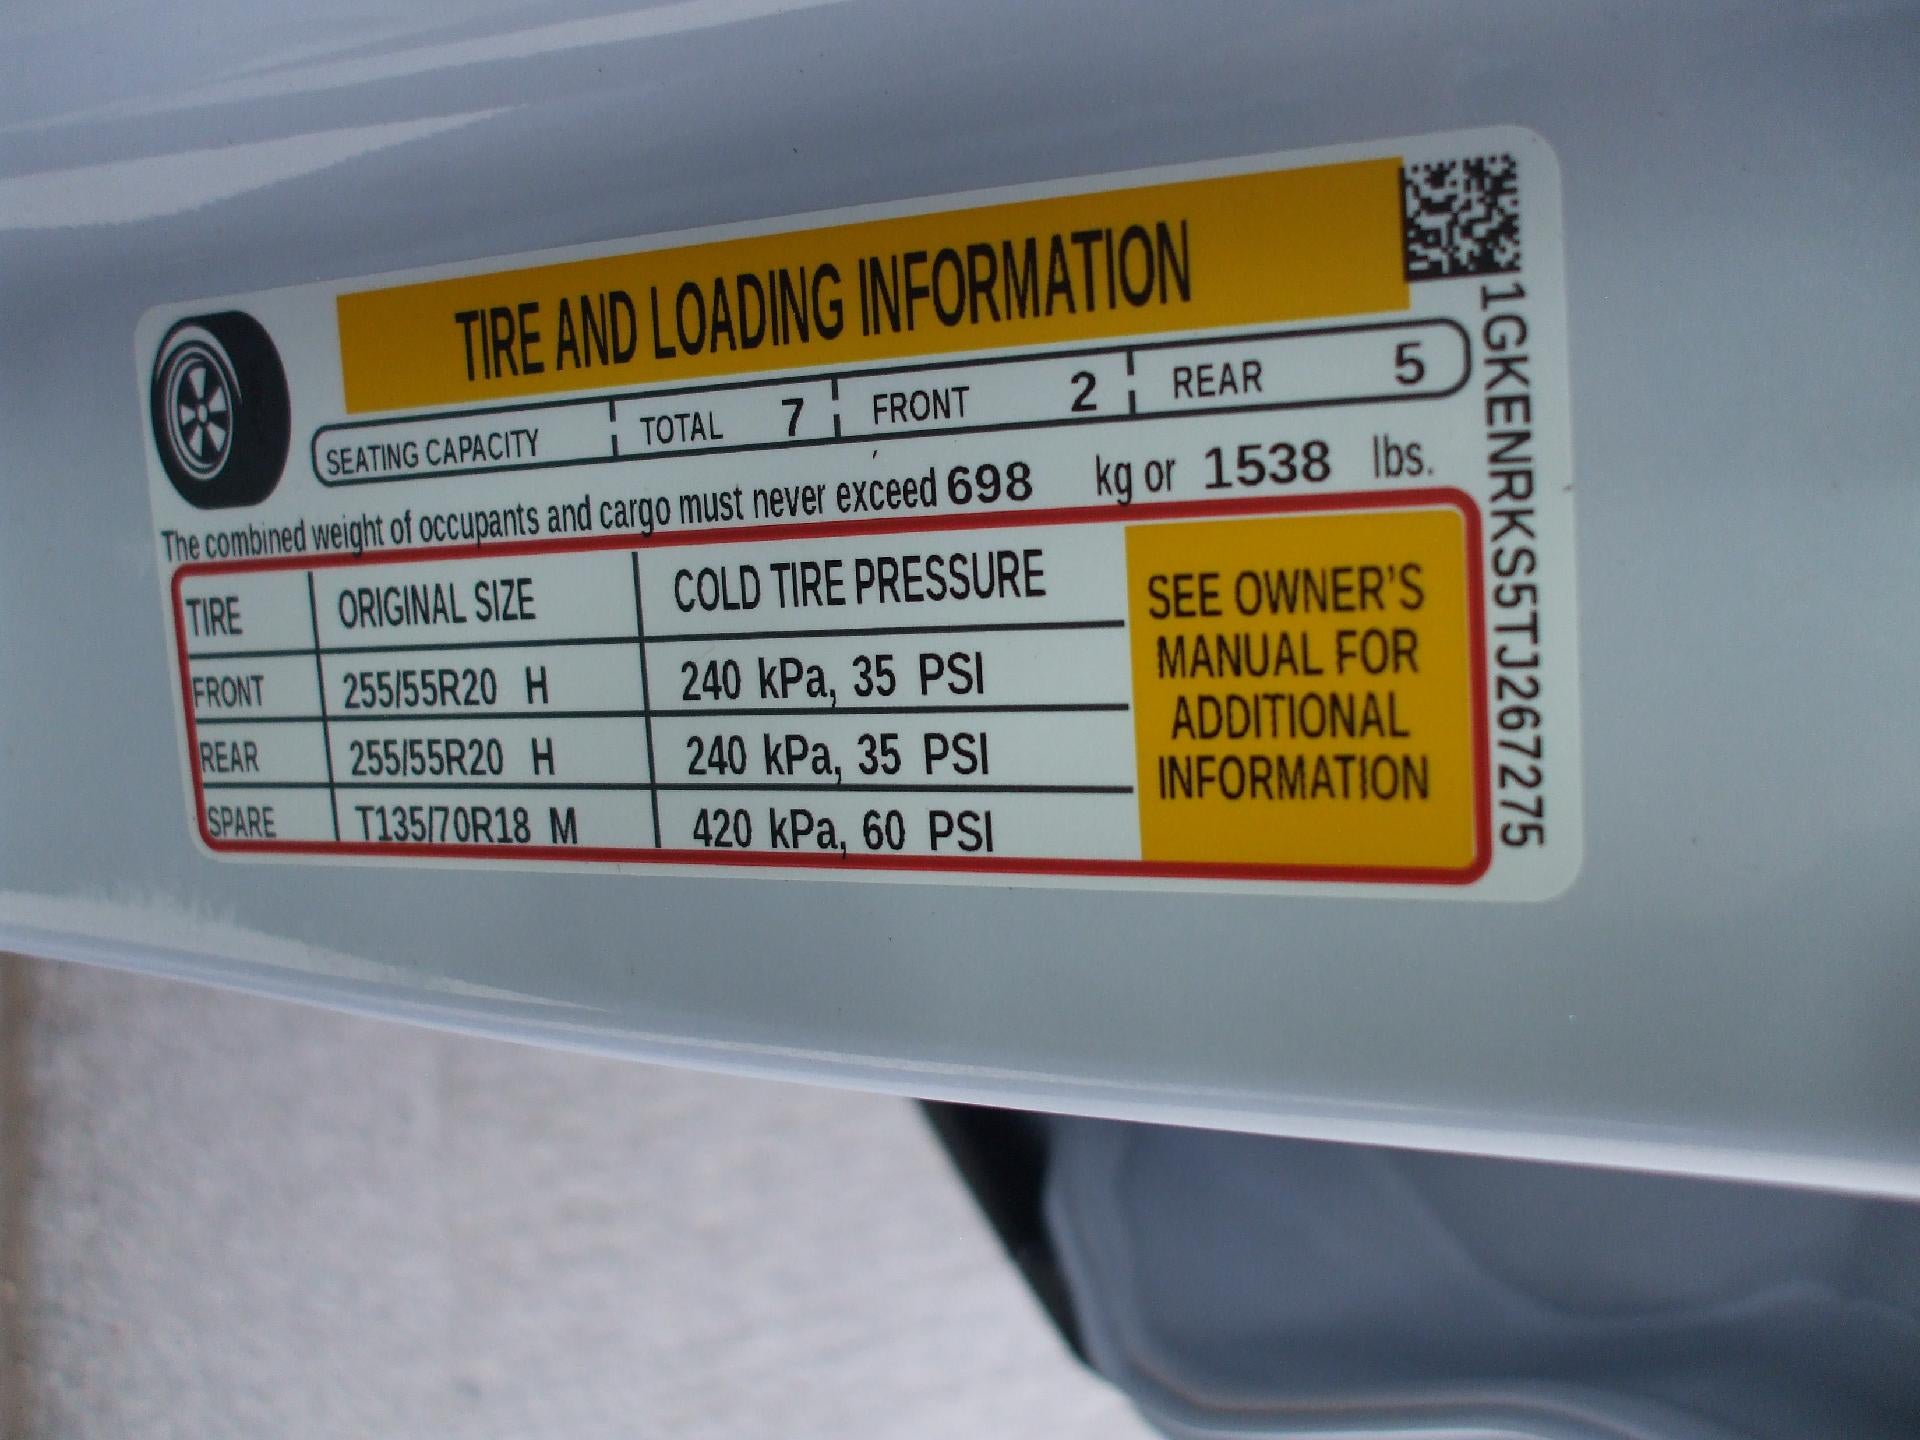 TIRE AND LOADING INFORMATION
SEATING CAPACITY TOTAL 7 FRONT 2 REAR 5
The combined weight of occupants and cargo must never exceed 698 kg or 1538 lbs.
TIRE ORIGINAL SIZE COLD TIRE PRESSURE
FRONT 255/55R20 H 240 kPa, 35 PSI
REAR 255/55R20 H 240 kPa, 35 PSI
SPARE T135/70R18 M 420 kPa, 60 PSI
SEE OWNER'S
MANUAL FOR
ADDITIONAL
INFORMATION
1GKENRKS5TJ267275